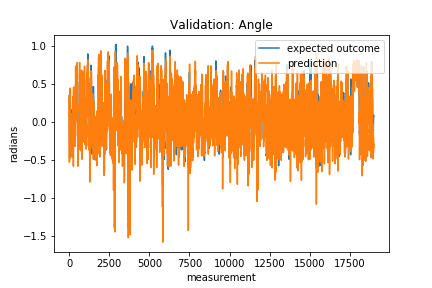 Validation: Angle
expected outcome
prediction
radians
1.0
0.5
0.0
−0.5
−1.0
−1.5
0 2500 5000 7500 10000 12500 15000 17500
measurement